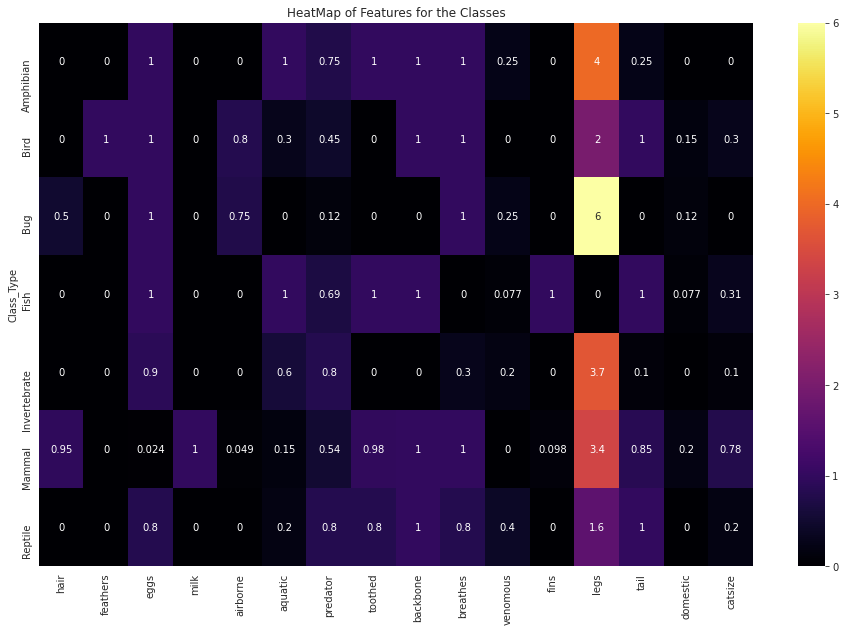 HeatMap of Features for the Classes
Class_Type
Amphibian 0 0 1 0 0 1 0.75 1 1 1 0.25 0 4 0.25 0 0
Bird 0 1 1 0 0.8 0.3 0.45 0 1 1 0 0 2 1 0.15 0.3
Bug 0.5 0 1 0 0.75 0 0.12 0 0 1 0.25 0 6 0 0.12 0
Fish 0 0 1 0 0 1 0.69 1 1 0 0.077 1 0 1 0.077 0.31
Invertebrate 0 0 0.9 0 0 0.6 0.8 0 0 0.3 0.2 0 3.7 0.1 0 0.1
Mammal 0.95 0 0.024 1 0.049 0.15 0.54 0.98 1 1 0 0.098 3.4 0.85 0.2 0.78
Reptile 0 0 0.8 0 0 0.2 0.8 0.8 1 0.8 0.4 0 1.6 1 0 0.2
hair feathers eggs milk airborne aquatic predator toothed backbone breathes venomous fins legs tail domestic catsize
6
5
4
3
2
1
0